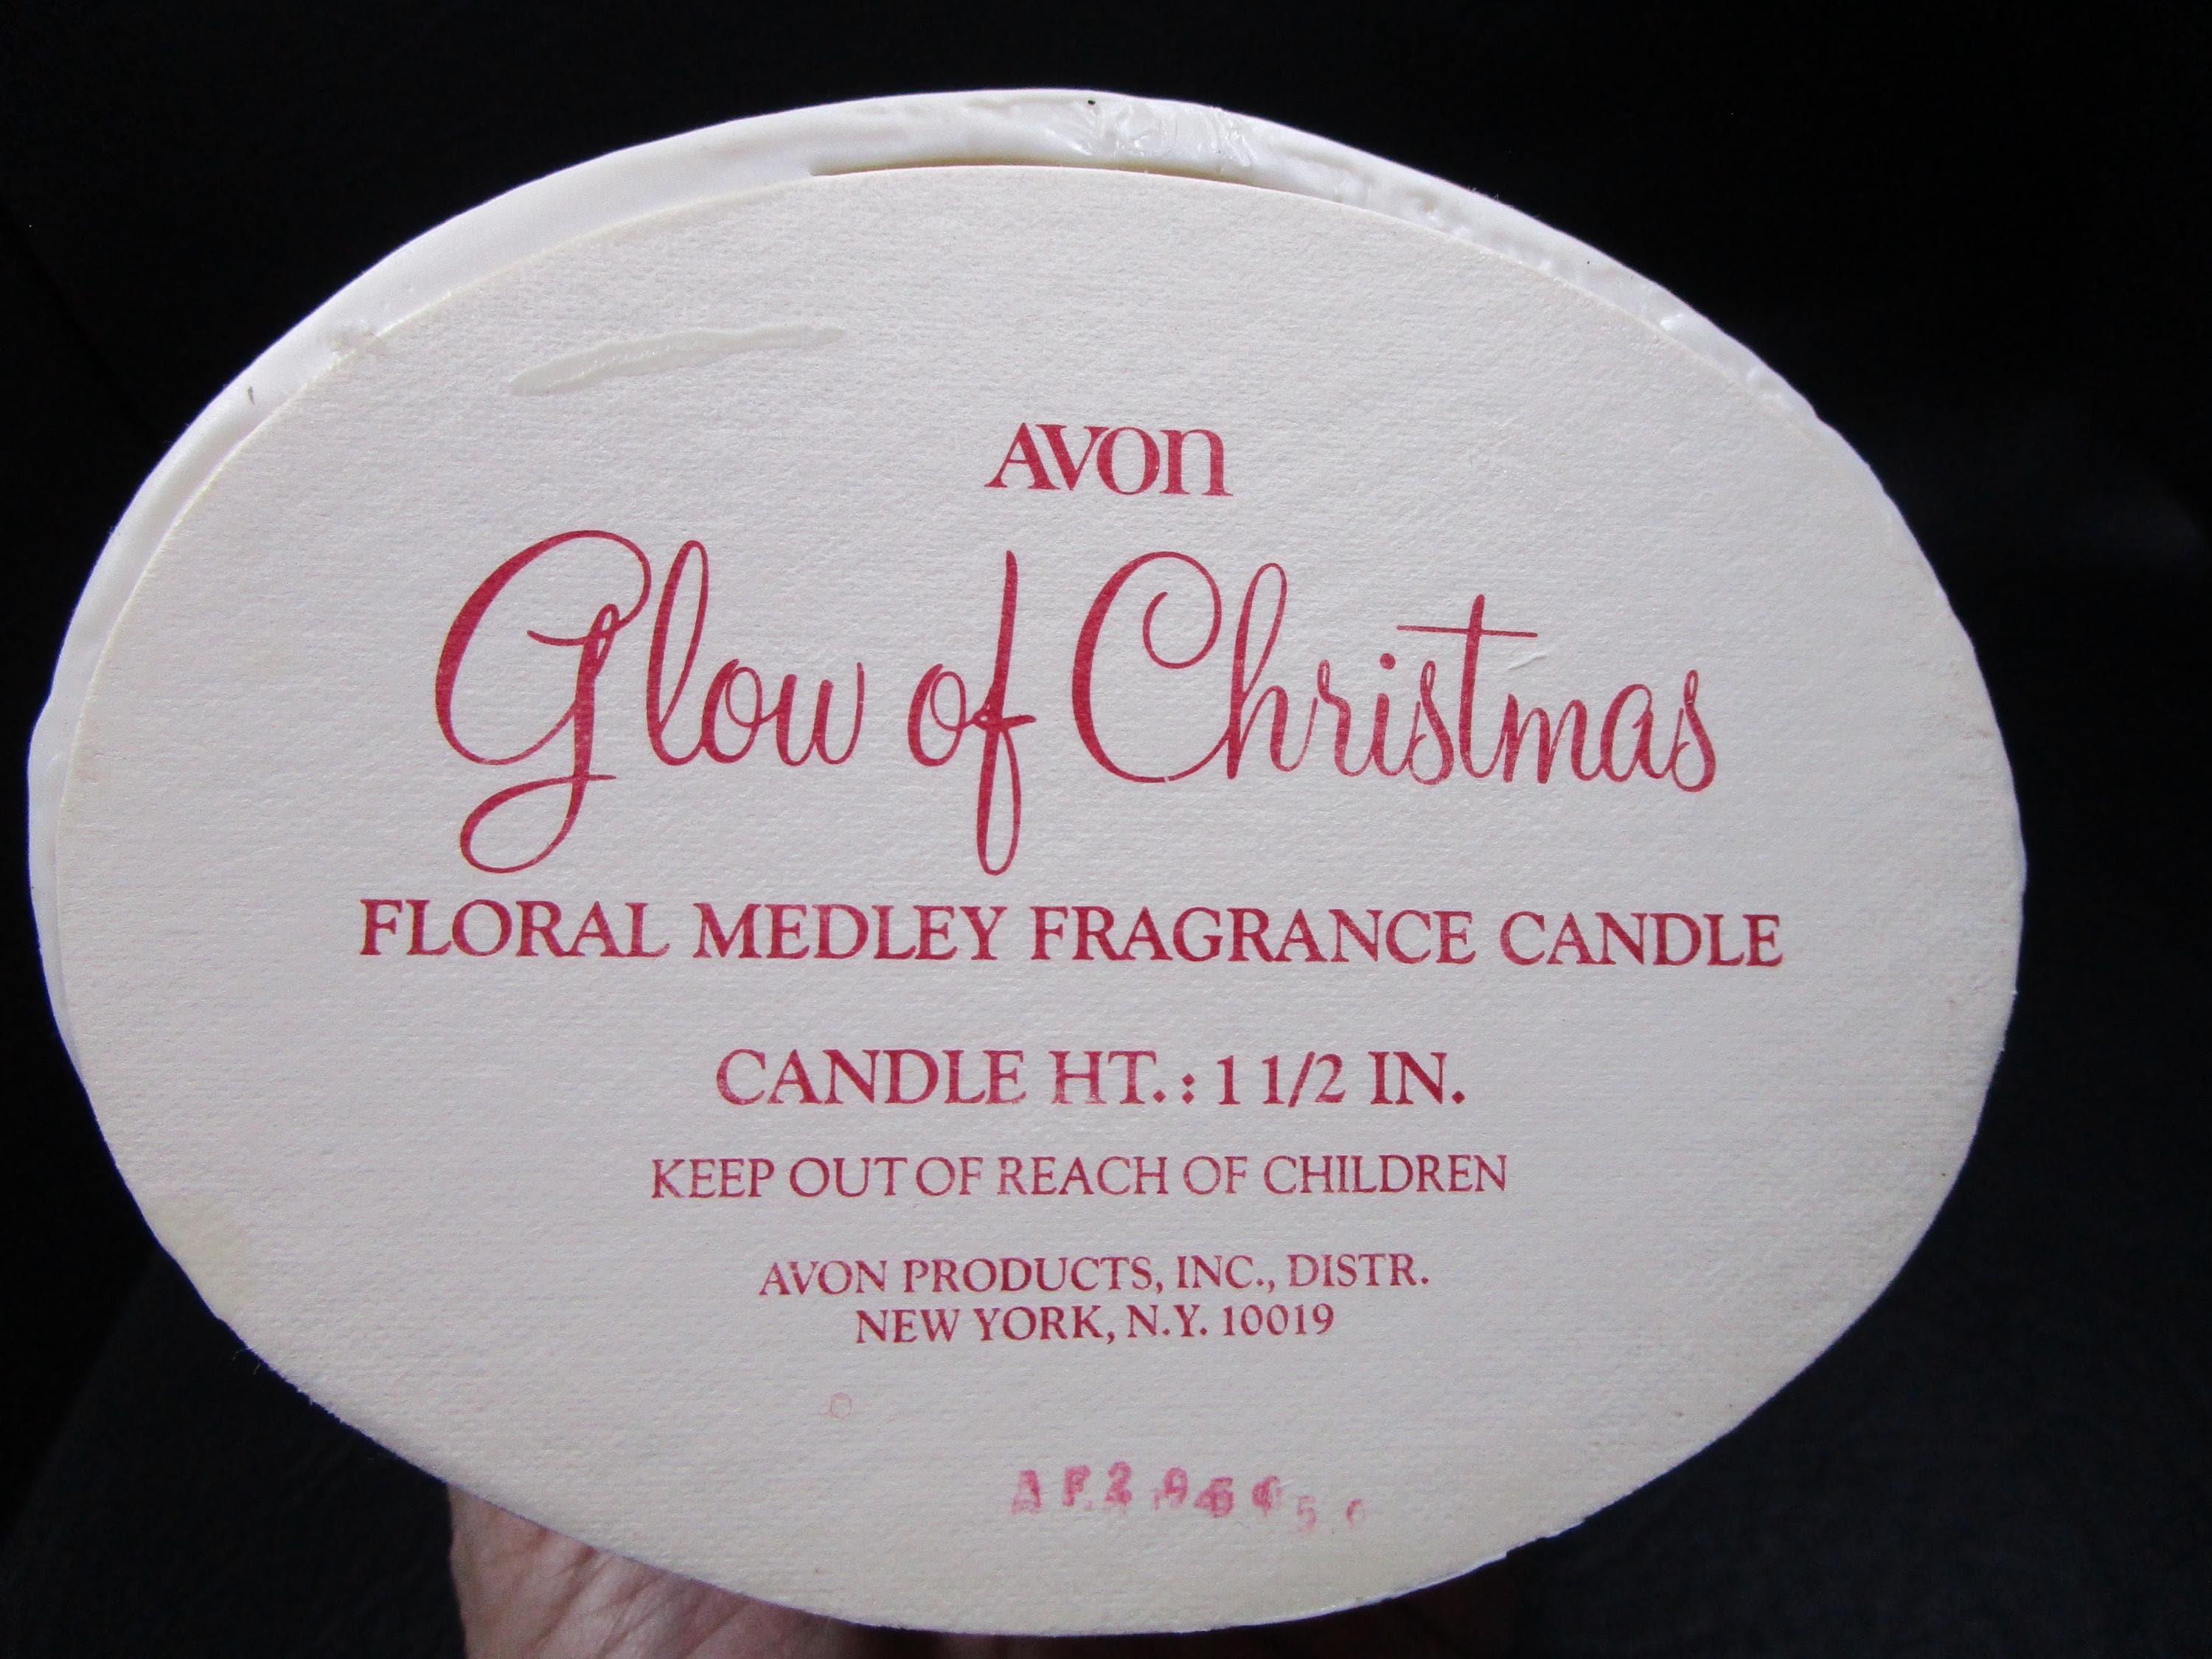 AVON
Glow of Christmas
FLORAL MEDLEY FRAGRANCE CANDLE
CANDLE HT.: 1 1/2 IN.
KEEP OUT OF REACH OF CHILDREN
AVON PRODUCTS, INC., DISTR.
NEW YORK, N.Y. 10019